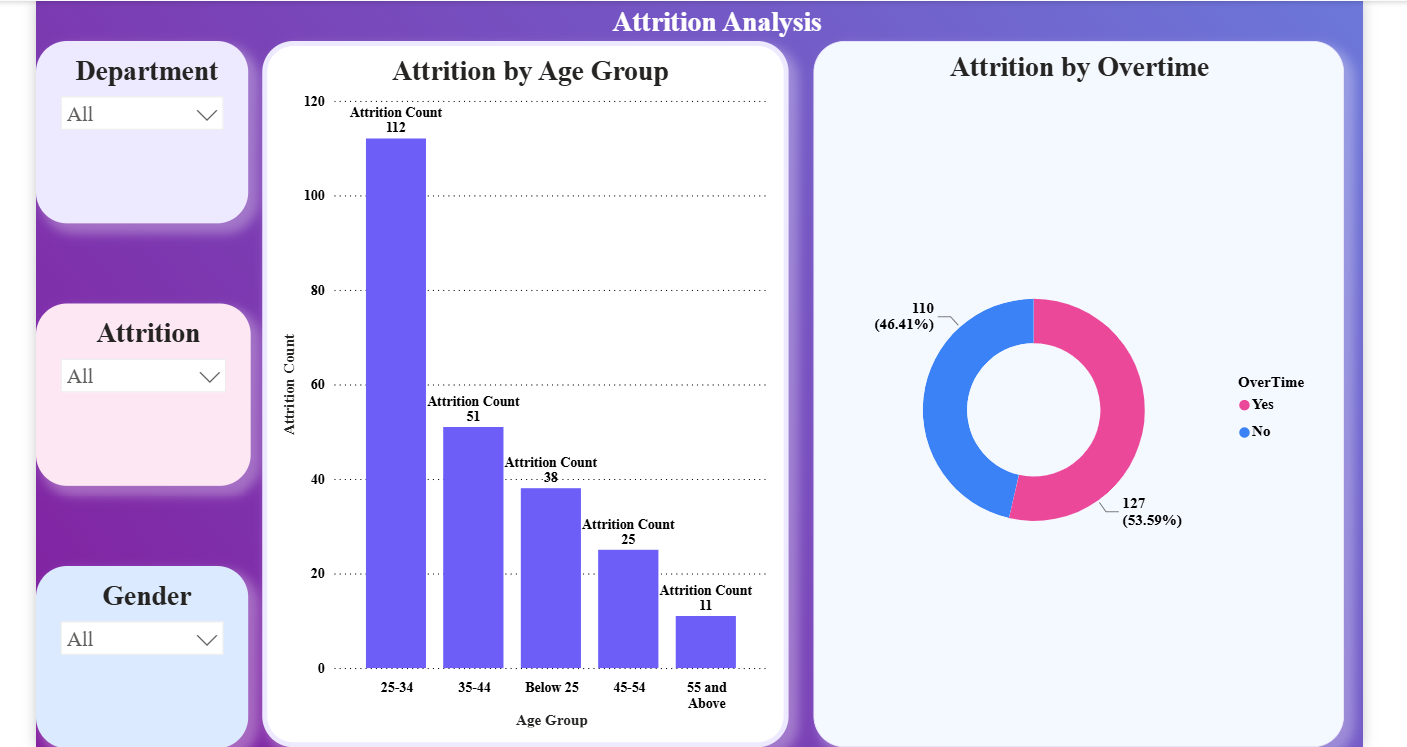 Attrition Analysis
Department
All
Attrition
All
Gender
All
Attrition by Age Group
Attrition Count
120
100
80
60
40
20
0
Attrition Count
112
Attrition Count
51
Attrition Count
38
Attrition Count
25
Attrition Count
11
25-34
35-44
Below 25
45-54
55 and
Above
Age Group
Attrition by Overtime
110
(46.41%)
127
(53.59%)
OverTime
Yes
No